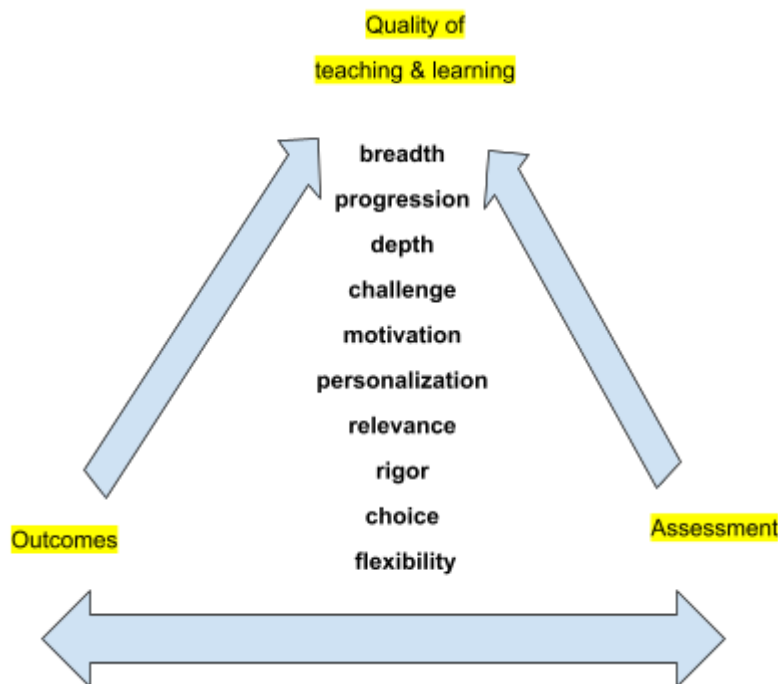 Quality of
teaching & learning
breadth
progression
depth
challenge
motivation
personalization
relevance
rigor
choice
flexibility
Outcomes
Assessment